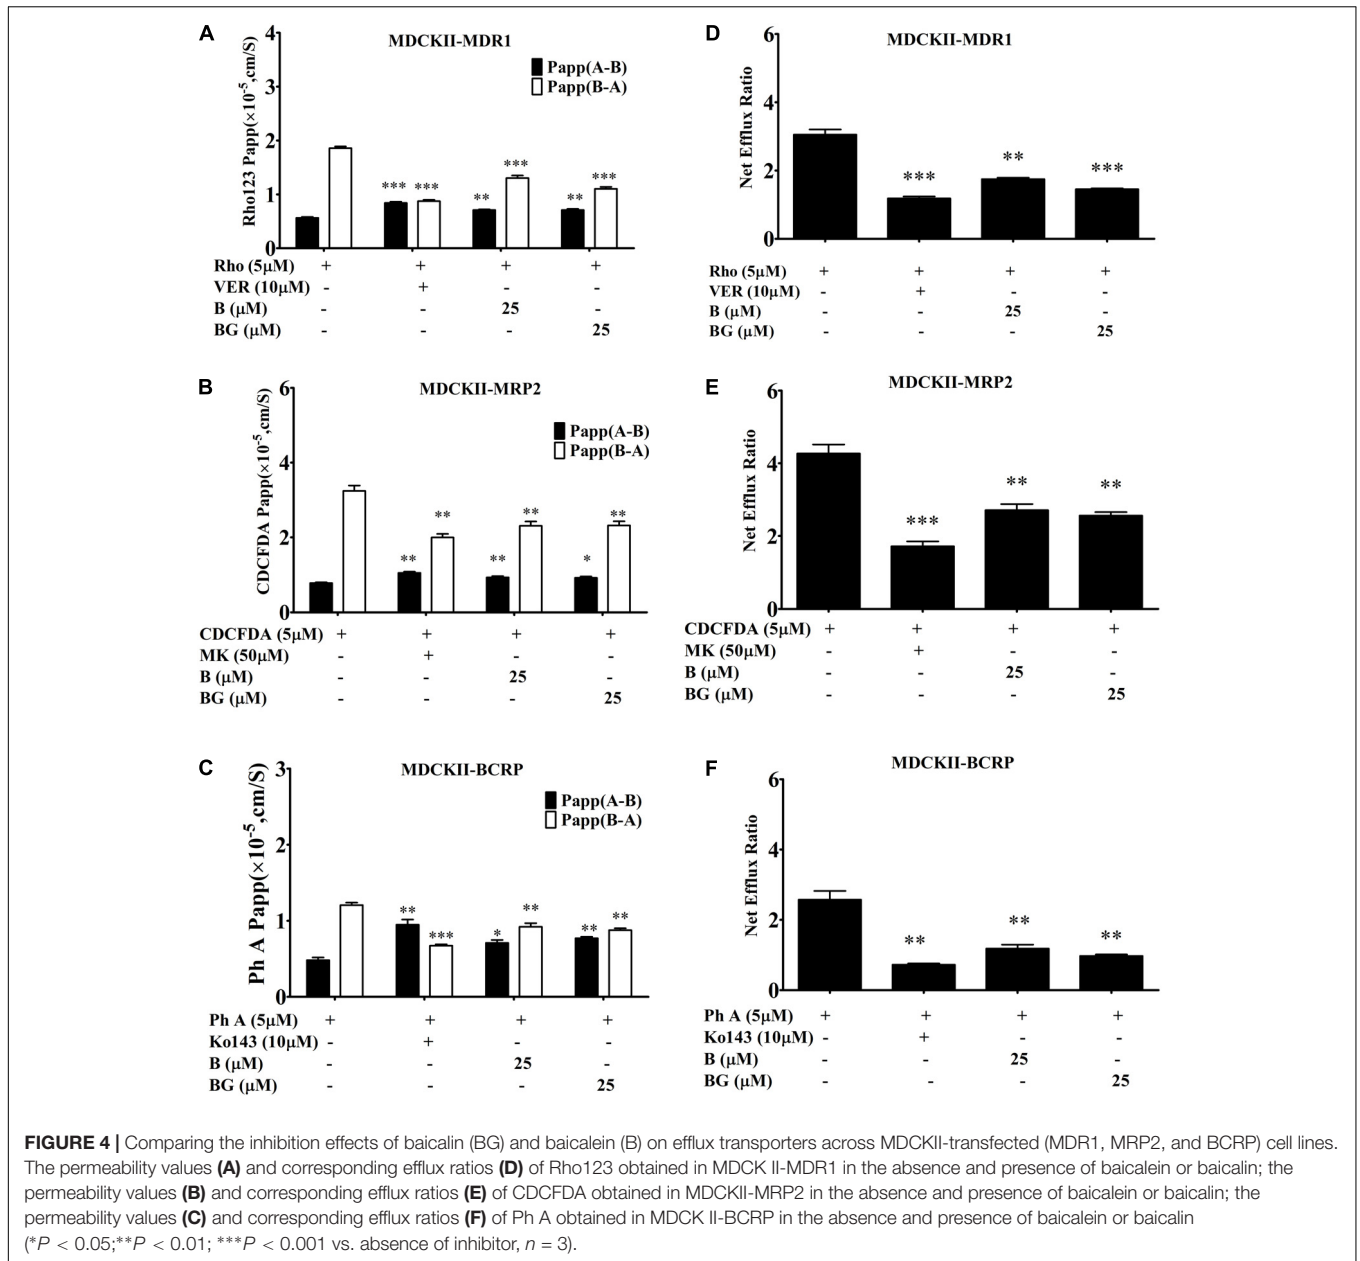 A
MDCKII-MDR1
Rho123 Papp(×10-5,cm/S)
4
3
2
1
0
Papp(A-B)
Papp(B-A)
*** *** ** *** ** ***
Rho (5μM) + + + +
VER (10μM) - + - -
B (μM) - - 25 -
BG (μM) - - - 25
D
MDCKII-MDR1
Net Efflux Ratio
6
4
2
0
*** ** ***
Rho (5μM) + + + +
VER (10μM) - + - -
B (μM) - - 25 -
BG (μM) - - - 25
B
MDCKII-MRP2
CDCFDA Papp(×10-5,cm/S)
6
4
2
0
Papp(A-B)
Papp(B-A)
** ** ** ** * **
CDCFDA (5μM) + + + +
MK (50μM) - + - -
B (μM) - - 25 -
BG (μM) - - - 25
E
MDCKII-MRP2
Net Efflux Ratio
6
4
2
0
*** ** **
CDCFDA (5μM) + + + +
MK (50μM) - + - -
B (μM) - - 25 -
BG (μM) - - - 25
C
MDCKII-BCRP
Ph A Papp(×10-5,cm/S)
3
2
1
0
Papp(A-B)
Papp(B-A)
** *** * ** ** **
Ph A (5μM) + + + +
Ko143 (10μM) - + - -
B (μM) - - 25 -
BG (μM) - - - 25
F
MDCKII-BCRP
Net Efflux Ratio
6
4
2
0
** ** **
Ph A (5μM) + + + +
Ko143 (10μM) - + - -
B (μM) - - 25 -
BG (μM) - - - 25
FIGURE 4 | Comparing the inhibition effects of baicalin (BG) and baicalein (B) on efflux transporters across MDCKII-transfected (MDR1, MRP2, and BCRP) cell lines.
The permeability values (A) and corresponding efflux ratios (D) of Rho123 obtained in MDCK II-MDR1 in the absence and presence of baicalein or baicalin; the
permeability values (B) and corresponding efflux ratios (E) of CDCFDA obtained in MDCKII-MRP2 in the absence and presence of baicalein or baicalin; the
permeability values (C) and corresponding efflux ratios (F) of Ph A obtained in MDCK II-BCRP in the absence and presence of baicalein or baicalin
(*P < 0.05;**P < 0.01; ***P < 0.001 vs. absence of inhibitor, n = 3).